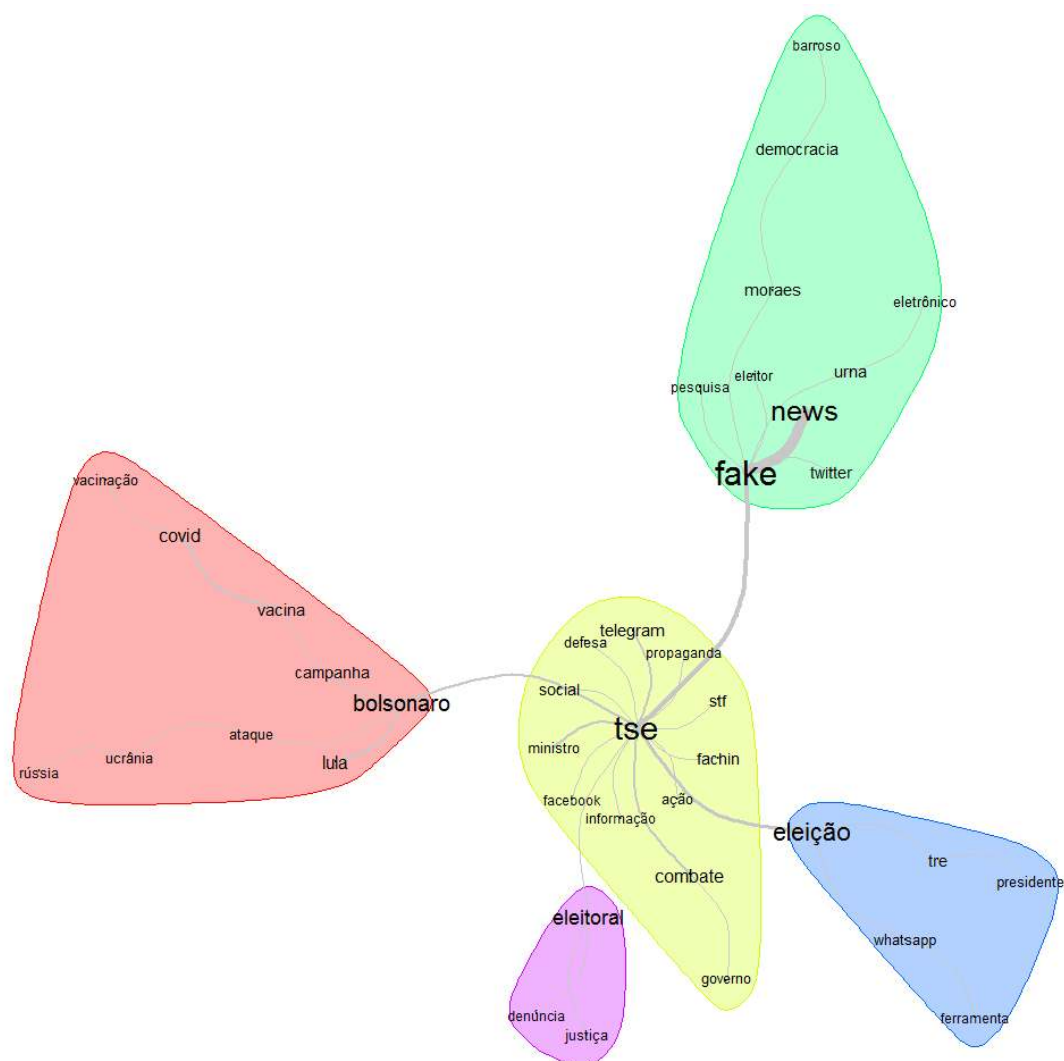 barroso
democracia
moraes
eletrônico
urna
eleitor
pesquisa
news
fake
twitter
vacinação
covid
vacina
campanha
bolsonaro
ataque
ucrânia
lula
rússia
telegram
defesa
propaganda
social
stf
tse
ministro
fachin
facebook
ação
informação
combate
governo
eleição
tre
presidente
whatsapp
ferramenta
eleitoral
denúncia
justiça